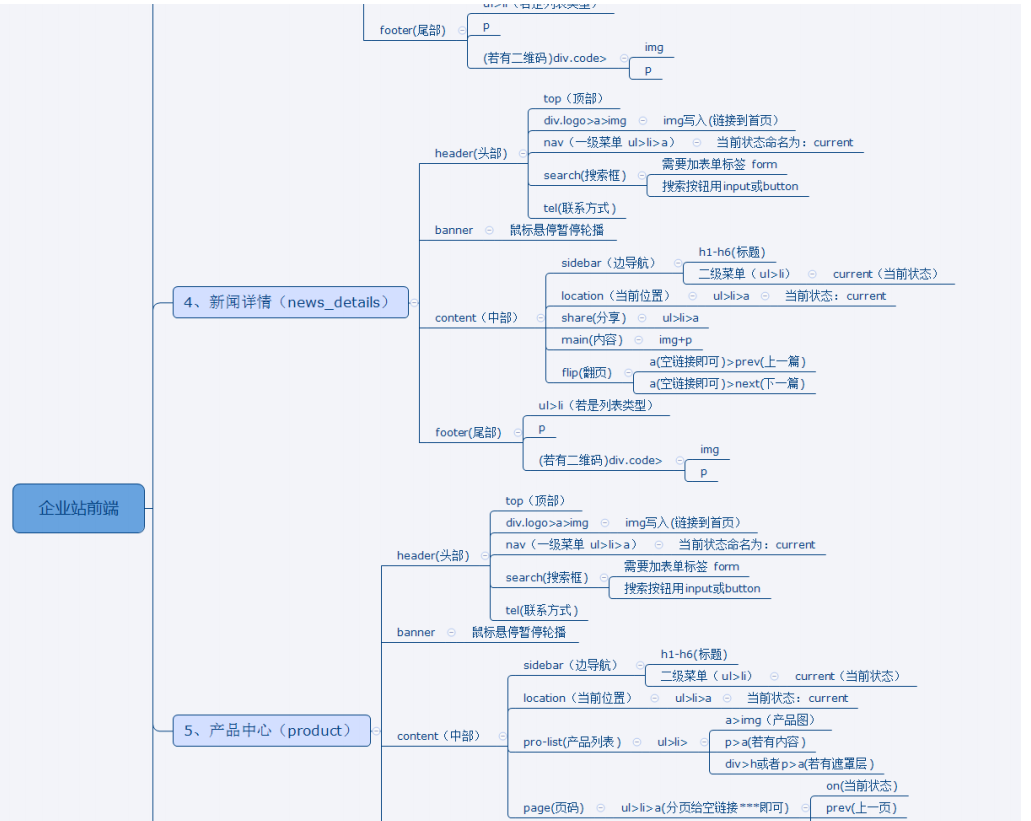 ul>li（若是列表类型）
footer(尾部)
p
(若有二维码)div.code>
img
p
企业站前端
4、新闻详情（news_details）
header(头部)
top（顶部）
div.logo>a>img
img写入(链接到首页）
nav（一级菜单 ul>li>a）
当前状态命名为：current
search(搜索框)
需要加表单标签 form
搜索按钮用input或button
tel(联系方式)
banner
鼠标悬停暂停轮播
content（中部）
sidebar（边导航）
h1-h6(标题)
二级菜单（ul>li）
current（当前状态）
location（当前位置）
ul>li>a
当前状态：current
share(分享)
ul>li>a
main(内容)
img+p
flip(翻页)
a(空链接即可)>prev(上一篇)
a(空链接即可)>next(下一篇)
footer(尾部)
ul>li（若是列表类型）
p
(若有二维码)div.code>
img
p
5、产品中心（product）
header(头部)
top（顶部）
div.logo>a>img
img写入(链接到首页）
nav（一级菜单 ul>li>a）
当前状态命名为：current
search(搜索框)
需要加表单标签 form
搜索按钮用input或button
tel(联系方式)
banner
鼠标悬停暂停轮播
content（中部）
sidebar（边导航）
h1-h6(标题)
二级菜单（ul>li）
current（当前状态）
location（当前位置）
ul>li>a
当前状态：current
pro-list(产品列表)
ul>li>
a>img（产品图）
p>a(若有内容)
div>h或者p>a(若有遮罩层)
page(页码)
ul>li>a(分页给空链接***即可)
on(当前状态)
prev(上一页)